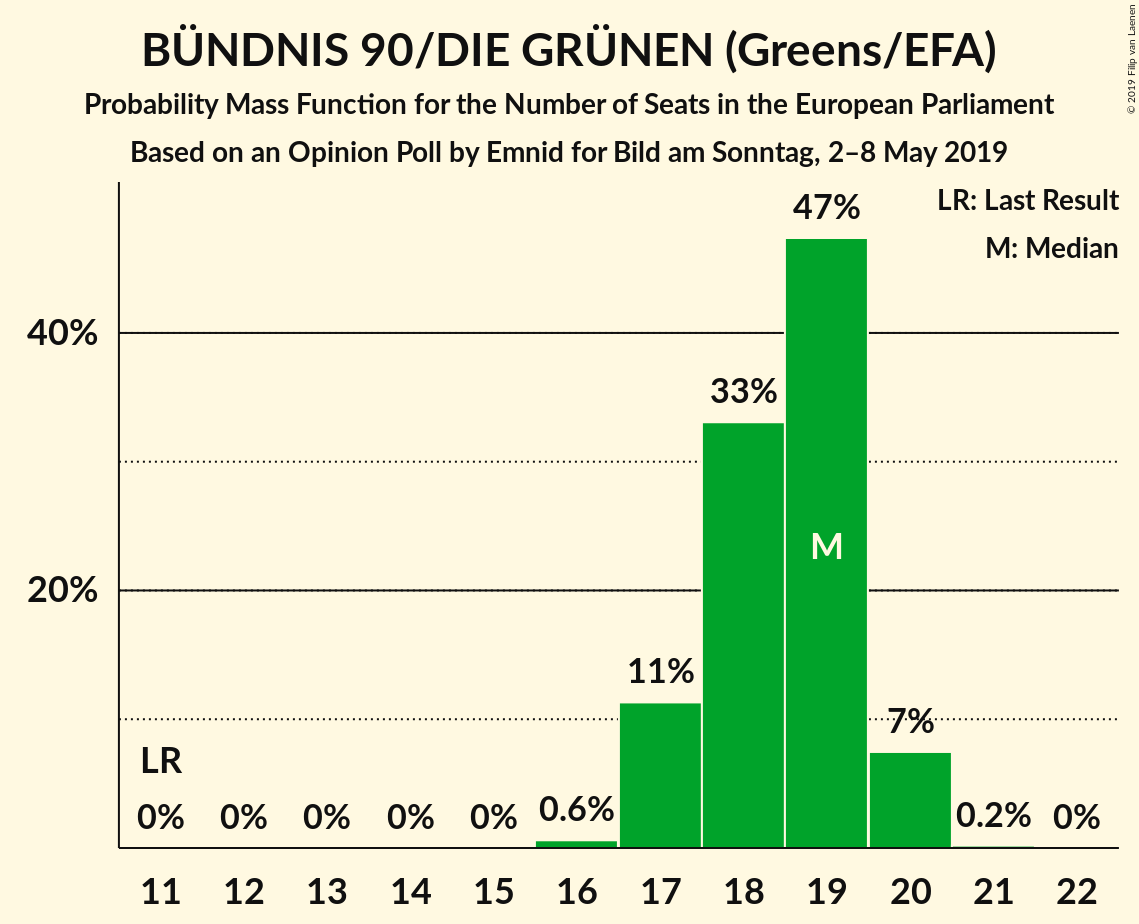 BÜNDNIS 90/DIE GRÜNEN (Greens/EFA)
Probability Mass Function for the Number of Seats in the European Parliament
Based on an Opinion Poll by Emnid for Bild am Sonntag, 2–8 May 2019
© 2019 Filip van Laenen
LR: Last Result
M: Median
47%
40%
33%
M
20%
11%
7%
LR
0% 0% 0% 0% 0% 0.6% 0.2% 0%
11 12 13 14 15 16 17 18 19 20 21 22